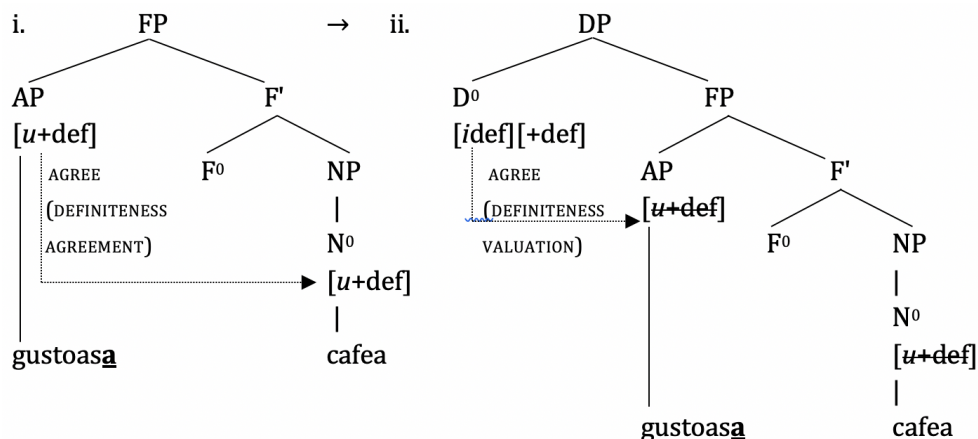 i. FP → ii. DP
AP F' D⁰ FP
[u+def] [idef][+def]
AGREE F⁰ NP AGREE AP F'
(DEFINITENESS (DEFINITENESS [u+def]
AGREEMENT) N⁰ VALUATION) F⁰ NP
[u+def] N⁰
gustoasa cafea [u+def]
gustoasa cafea